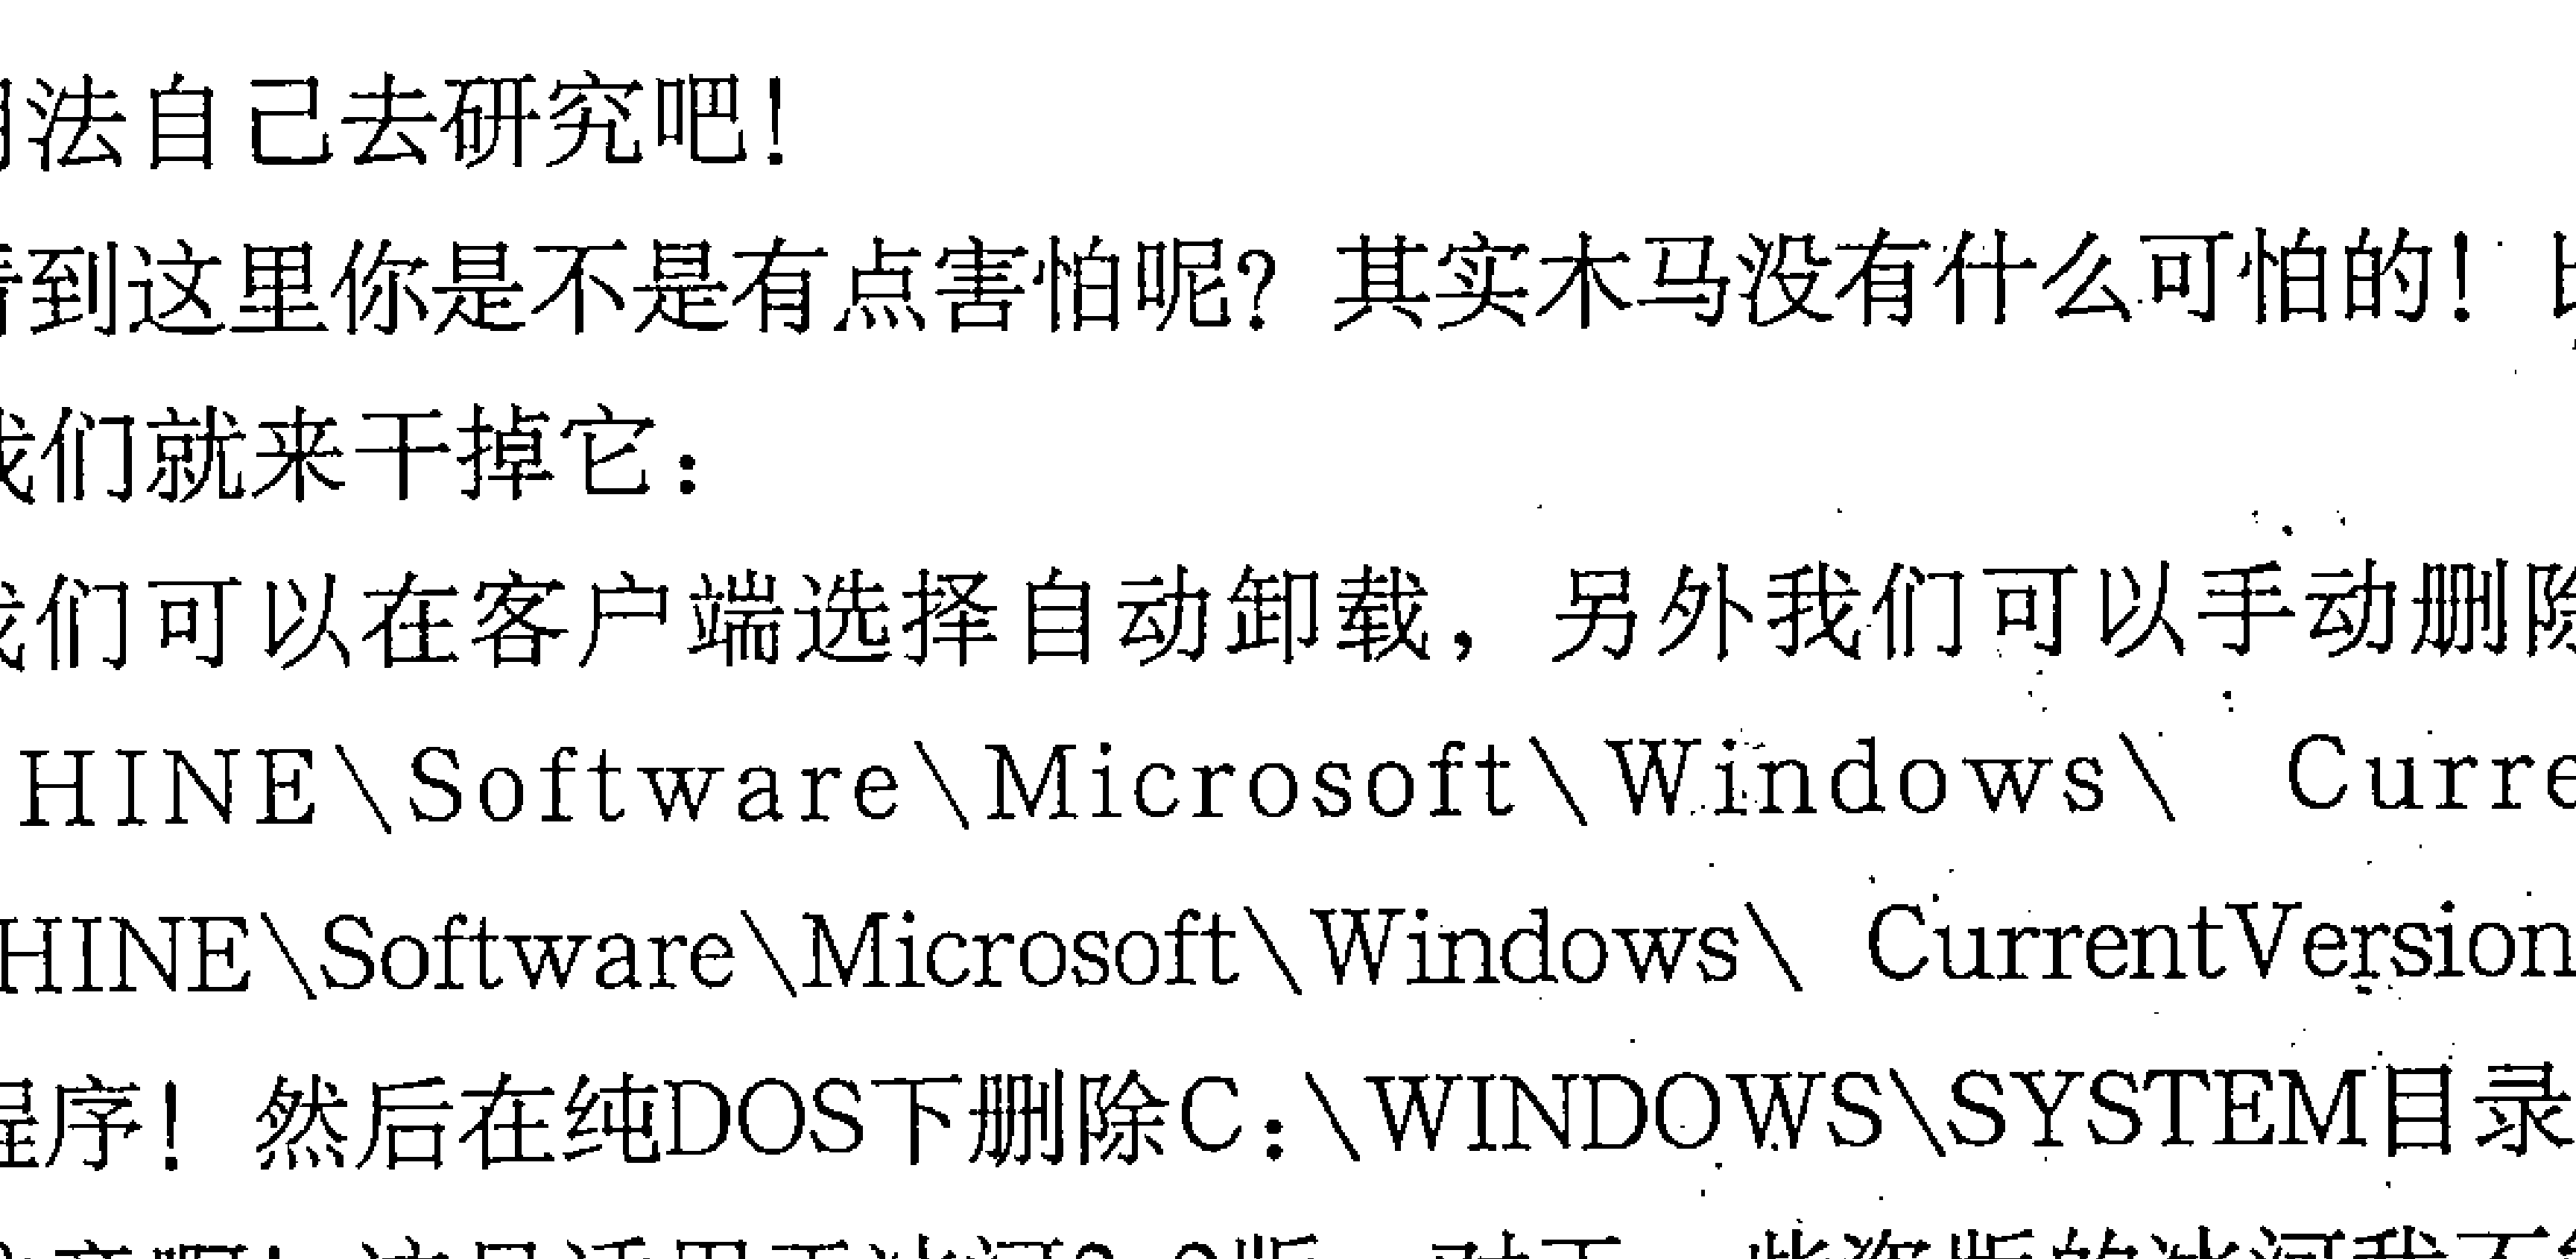 法自己去研究吧！
到这里你是不是有点害怕呢？其实木马没有什么可怕的！
我们就来干掉它：
我们可以在客户端选择自动卸载，另外我们可以手动删除
HINE\Software\Microsoft\Windows\ Curre
HINE\Software\Microsoft\Windows\ CurrentVersion
程序！然后在纯DOS下删除C：\WINDOWS\SYSTEM目录